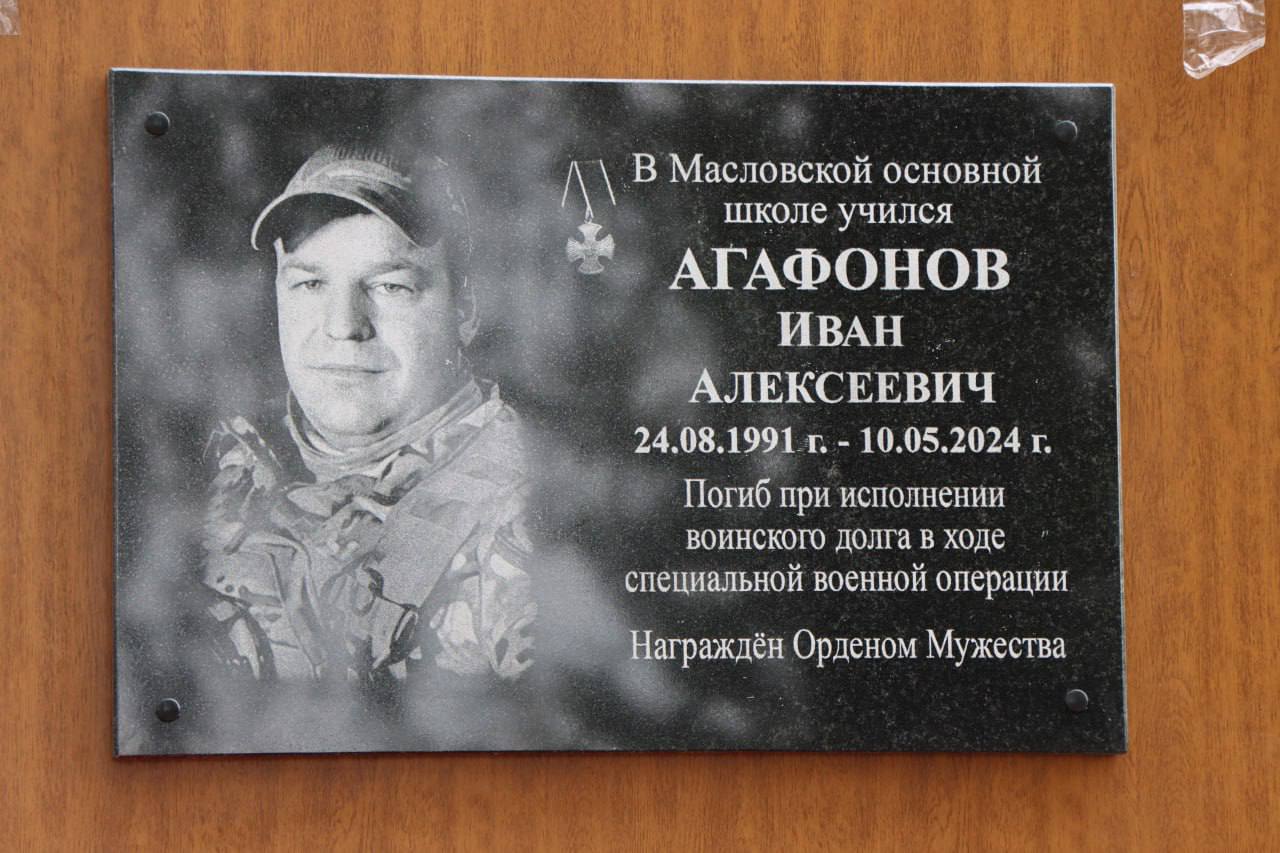 В Масловской основной
школе учился
АГАФОНОВ
ИВАН
АЛЕКСЕЕВИЧ
24.08.1991 г. - 10.05.2024 г.
Погиб при исполнении
воинского долга в ходе
специальной военной операции
Награждён Орденом Мужества